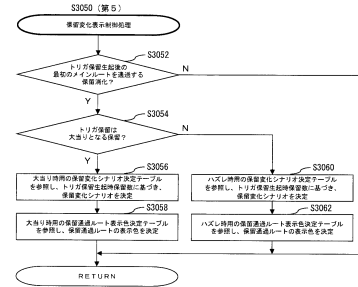 S3050（第5）
保留変化表示制御処理
S3052
トリガ保留生起後の
最初のメインルートを通過する
保留消化？
N
Y
S3054
トリガ保留は
大当りとなる保留？
N
Y
S3056
大当り時用の保留変化シナリオ決定テーブル
を参照し、トリガ保留生起時保留数に基づき、
保留変化シナリオを決定
S3060
ハズレ時用の保留変化シナリオ決定テーブル
を参照し、トリガ保留生起時保留数に基づき、
保留変化シナリオを決定
S3058
大当り時用の保留通過ルート表示色決定テーブル
を参照し、保留通過ルートの表示色を決定
S3062
ハズレ時用の保留通過ルート表示色決定テーブル
を参照し、保留通過ルートの表示色を決定
RETURN